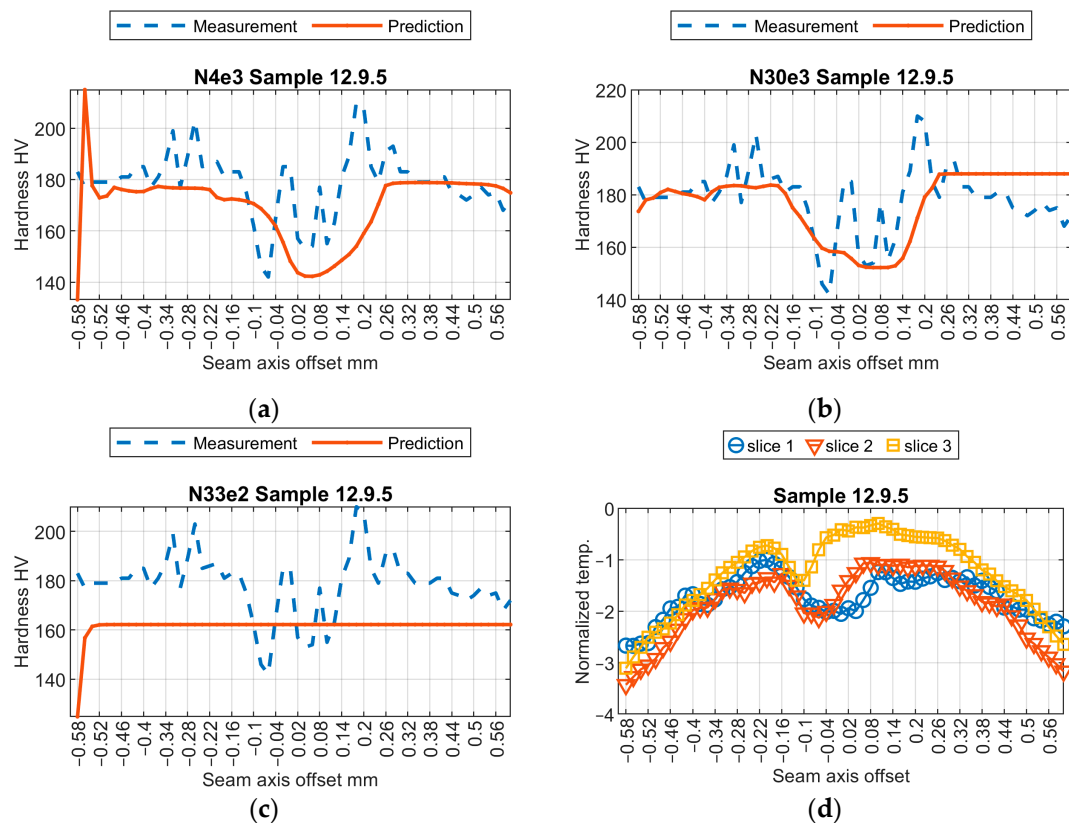 Measurement Prediction
N4e3 Sample 12.9.5
Hardness HV
200
180
160
140
−0.58 −0.52 −0.46 −0.4 −0.34 −0.28 −0.22 −0.16 −0.1 −0.04 0.02 0.08 0.14 0.2 0.26 0.32 0.38 0.44 0.5 0.56
Seam axis offset mm
(a)
Measurement Prediction
N30e3 Sample 12.9.5
Hardness HV
220
200
180
160
140
−0.58 −0.52 −0.46 −0.4 −0.34 −0.28 −0.22 −0.16 −0.1 −0.04 0.02 0.08 0.14 0.2 0.26 0.32 0.38 0.44 0.5 0.56
Seam axis offset mm
(b)
Measurement Prediction
N33e2 Sample 12.9.5
Hardness HV
200
180
160
140
−0.58 −0.52 −0.46 −0.4 −0.34 −0.28 −0.22 −0.16 −0.1 −0.04 0.02 0.08 0.14 0.2 0.26 0.32 0.38 0.44 0.5 0.56
Seam axis offset mm
(c)
slice 1 slice 2 slice 3
Sample 12.9.5
Normalized temp.
0
−1
−2
−3
−4
−0.58 −0.52 −0.46 −0.4 −0.34 −0.28 −0.22 −0.16 −0.1 −0.04 0.02 0.08 0.14 0.2 0.26 0.32 0.38 0.44 0.5 0.56
Seam axis offset
(d)